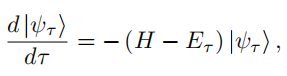 d|ψ_τ⟩/dτ = − (H − E_τ) |ψ_τ⟩ ,